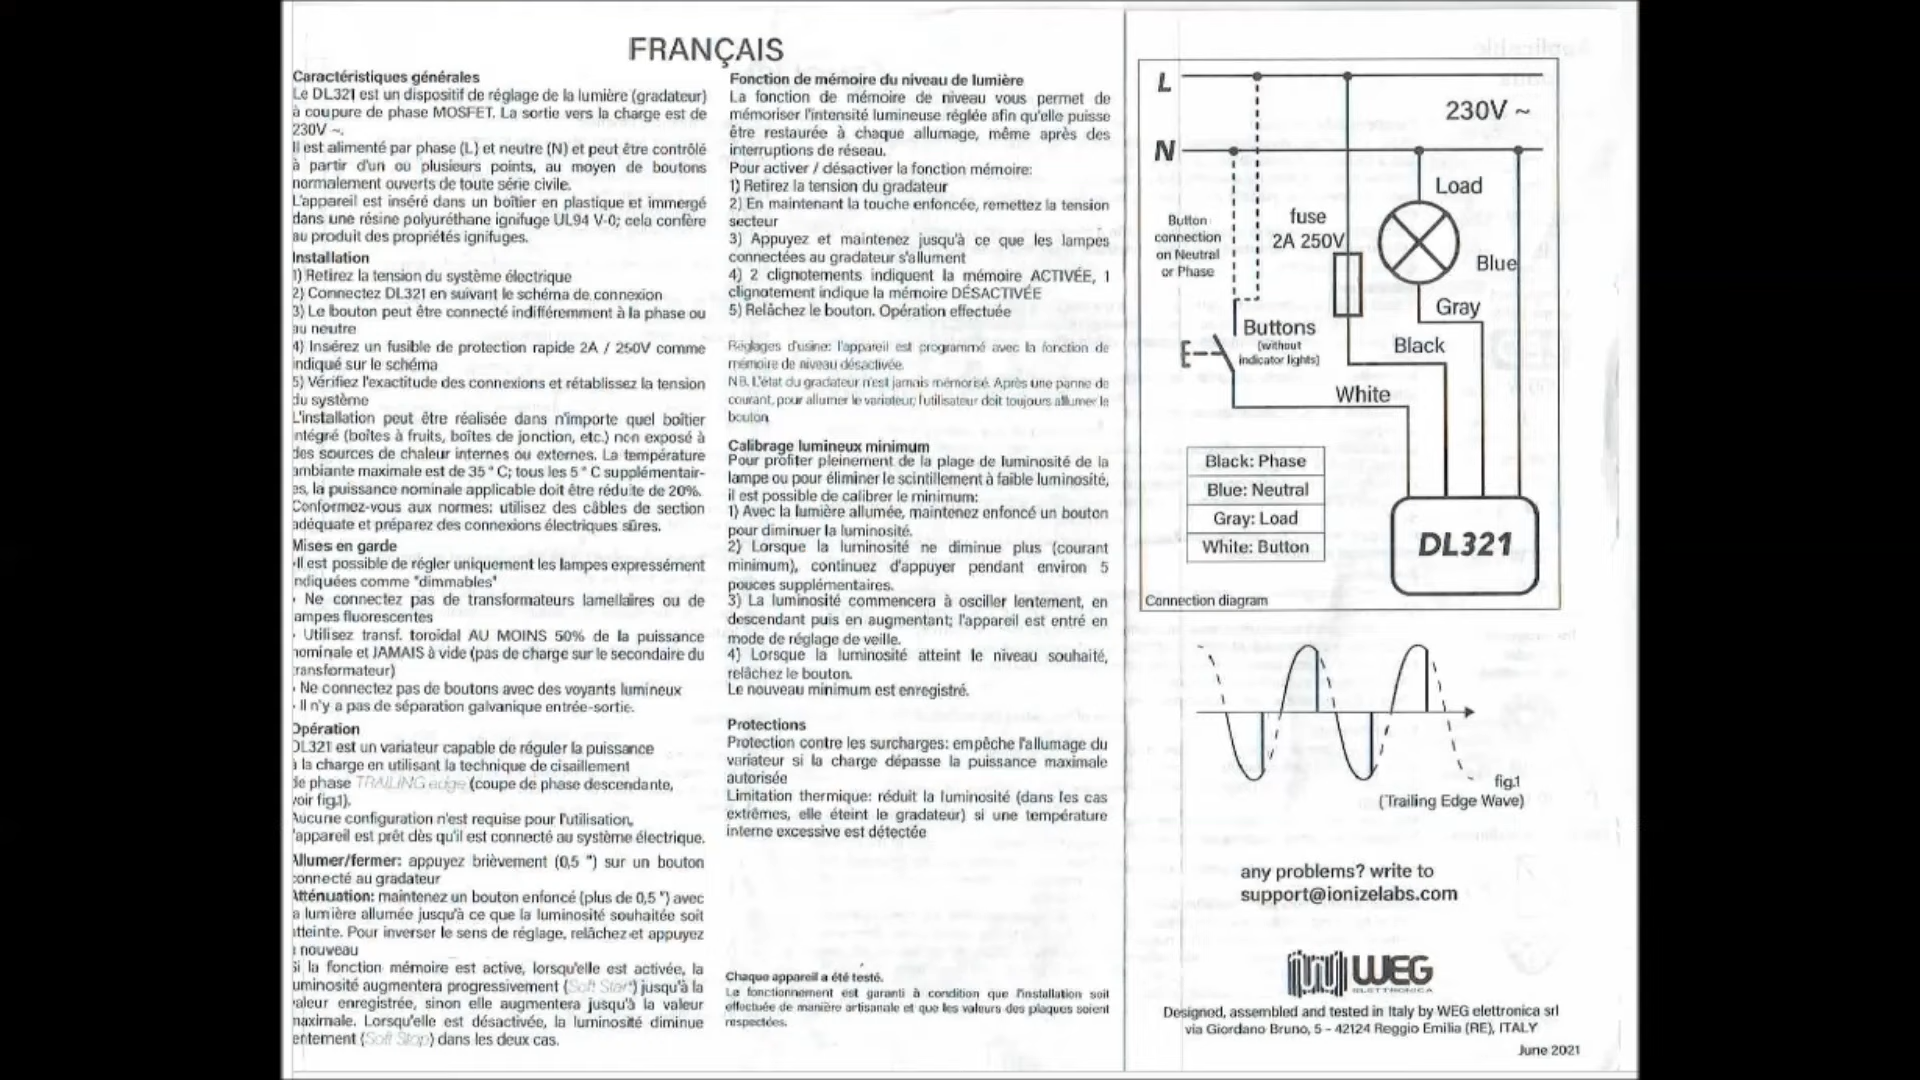 FRANÇAIS
Caractéristiques générales
Le DL321 est un dispositif de réglage de la lumière (gradateur)
à coupure de phase MOSFET. La sortie vers la charge est de
230V ~.
Il est alimenté par phase (L) et neutre (N) et peut être contrôlé
à partir d'un ou plusieurs points, au moyen de boutons
normalement ouverts de toute série civile.
L'appareil est inséré dans un boîtier en plastique et immergé
dans une résine polyuréthane ignifuge UL94 V-0; cela confère
au produit des propriétés ignifuges.
Installation
1) Retirez la tension du système électrique
2) Connectez DL321 en suivant le schéma de connexion
3) Le bouton peut être connecté indifféremment à la phase ou
au neutre
4) Insérez un fusible de protection rapide 2A / 250V comme
indiqué sur le schéma
5) Vérifiez l'exactitude des connexions et rétablissez la tension
du système
L'installation peut être réalisée dans n'importe quel boîtier
intégré (boîtes à fruits, boîtes de jonction, etc.) non exposé à
des sources de chaleur internes ou externes. La température
ambiante maximale est de 35 ° C; tous les 5 ° C supplémentair-
es, la puissance nominale applicable doit être réduite de 20%.
Conformez-vous aux normes: utilisez des câbles de section
adéquate et préparez des connexions électriques sûres.
Mises en garde
·Il est possible de régler uniquement les lampes expressément
ndiquées comme "dimmables"
· Ne connectez pas de transformateurs lamellaires ou de
ampes fluorescentes
· Utilisez transf. toroïdal AU MOINS 50% de la puissance
nominale et JAMAIS à vide (pas de charge sur le secondaire du
transformateur)
· Ne connectez pas de boutons avec des voyants lumineux
· Il n'y a pas de séparation galvanique entrée-sortie.
Opération
DL321 est un variateur capable de réguler la puissance
à la charge en utilisant la technique de cisaillement
de phase TRAILING edge (coupe de phase descendante,
voir fig.1).
Aucune configuration n'est requise pour l'utilisation,
'appareil est prêt dès qu'il est connecté au système électrique.
Allumer/fermer: appuyez brièvement (0,5 ") sur un bouton
connecté au gradateur
Atténuation: maintenez un bouton enfoncé (plus de 0,5 ") avec
a lumière allumée jusqu'à ce que la luminosité souhaitée soit
atteinte. Pour inverser le sens de réglage, relâchez et appuyez
à nouveau
Si la fonction mémoire est active, lorsqu'elle est activée, la
uminosité augmentera progressivement (Soft Start) jusqu'à la
valeur enregistrée, sinon elle augmentera jusqu'à la valeur
maximale. Lorsqu'elle est désactivée, la luminosité diminue
entement (Soft Stop) dans les deux cas.
Fonction de mémoire du niveau de lumière
La fonction de mémoire de niveau vous permet de
mémoriser l'intensité lumineuse réglée afin qu'elle puisse
être restaurée à chaque allumage, même après des
interruptions de réseau.
Pour activer / désactiver la fonction mémoire:
1) Retirez la tension du gradateur
2) En maintenant la touche enfoncée, remettez la tension
secteur
3) Appuyez et maintenez jusqu'à ce que les lampes
connectées au gradateur s'allument
4) 2 clignotements indiquent la mémoire ACTIVÉE, 1
clignotement indique la mémoire DÉSACTIVÉE
5) Relâchez le bouton. Opération effectuée
Réglages d'usine: l'appareil est programmé avec la fonction de
mémoire de niveau désactivée.
NB. L'état du gradateur n'est jamais mémorisé. Après une panne de
courant, pour allumer le variateur, l'utilisateur doit toujours allumer le
bouton
Calibrage lumineux minimum
Pour profiter pleinement de la plage de luminosité de la
lampe ou pour éliminer le scintillement à faible luminosité,
il est possible de calibrer le minimum:
1) Avec la lumière allumée, maintenez enfoncé un bouton
pour diminuer la luminosité.
2) Lorsque la luminosité ne diminue plus (courant
minimum), continuez d'appuyer pendant environ 5
pouces supplémentaires.
3) La luminosité commencera à osciller lentement, en
descendant puis en augmentant; l'appareil est entré en
mode de réglage de veille.
4) Lorsque la luminosité atteint le niveau souhaité,
relâchez le bouton.
Le nouveau minimum est enregistré.
Protections
Protection contre les surcharges: empêche l'allumage du
variateur si la charge dépasse la puissance maximale
autorisée
Limitation thermique: réduit la luminosité (dans les cas
extrêmes, elle éteint le gradateur) si une température
interne excessive est détectée
Chaque appareil a été testé.
Le fonctionnement est garanti à condition que l'installation soit
effectuée de manière artisanale et que les valeurs des plaques soient
respectées.
L
230V ~
N
Load
Button
connection
on Neutral
or Phase
fuse
2A 250V
Blue
Gray
Buttons
(without
indicator lights)
Black
White
Black: Phase
Blue: Neutral
Gray: Load
White: Button
DL321
Connection diagram
fig.1
(Trailing Edge Wave)
any problems? write to
support@ionizelabs.com
WEG
ELETTRONICA
Designed, assembled and tested in Italy by WEG elettronica srl
via Giordano Bruno, 5 - 42124 Reggio Emilia (RE), ITALY
June 2021